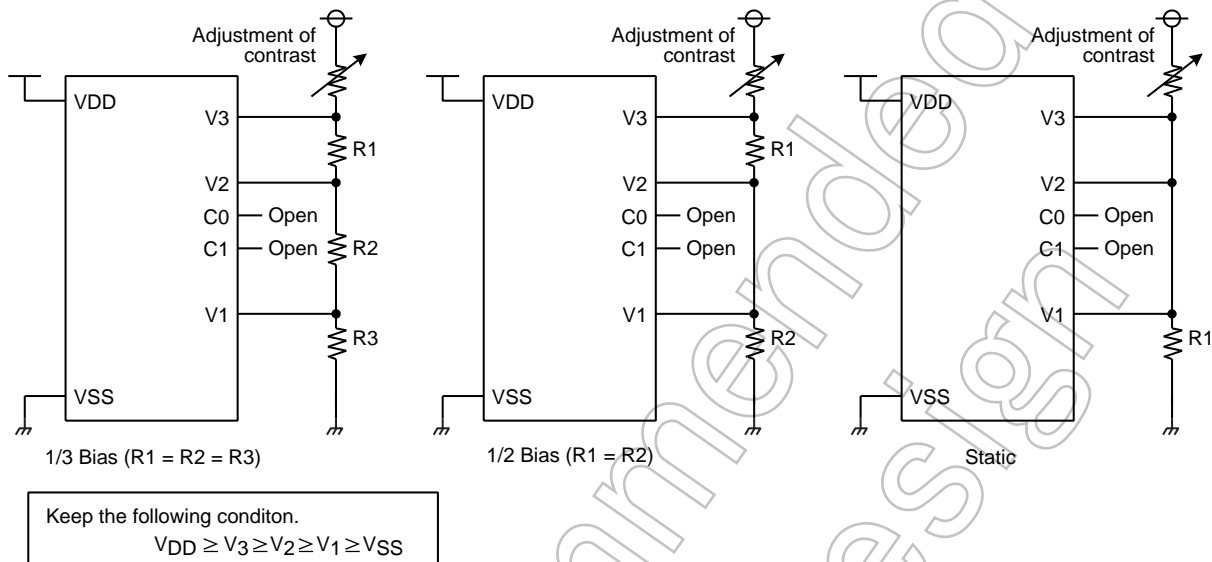 Adjustment of
contrast
VDD
V3
R1
V2
C0 Open
C1 Open
R2
V1
R3
VSS
1/3 Bias (R1 = R2 = R3)
Adjustment of
contrast
VDD
V3
R1
V2
C0 Open
C1 Open
V1
R2
VSS
1/2 Bias (R1 = R2)
Adjustment of
contrast
VDD
V3
V2
C0 Open
C1 Open
V1
R1
VSS
Static
Keep the following conditon.
VDD ≥ V3 ≥ V2 ≥ V1 ≥ VSS
mmended
esign